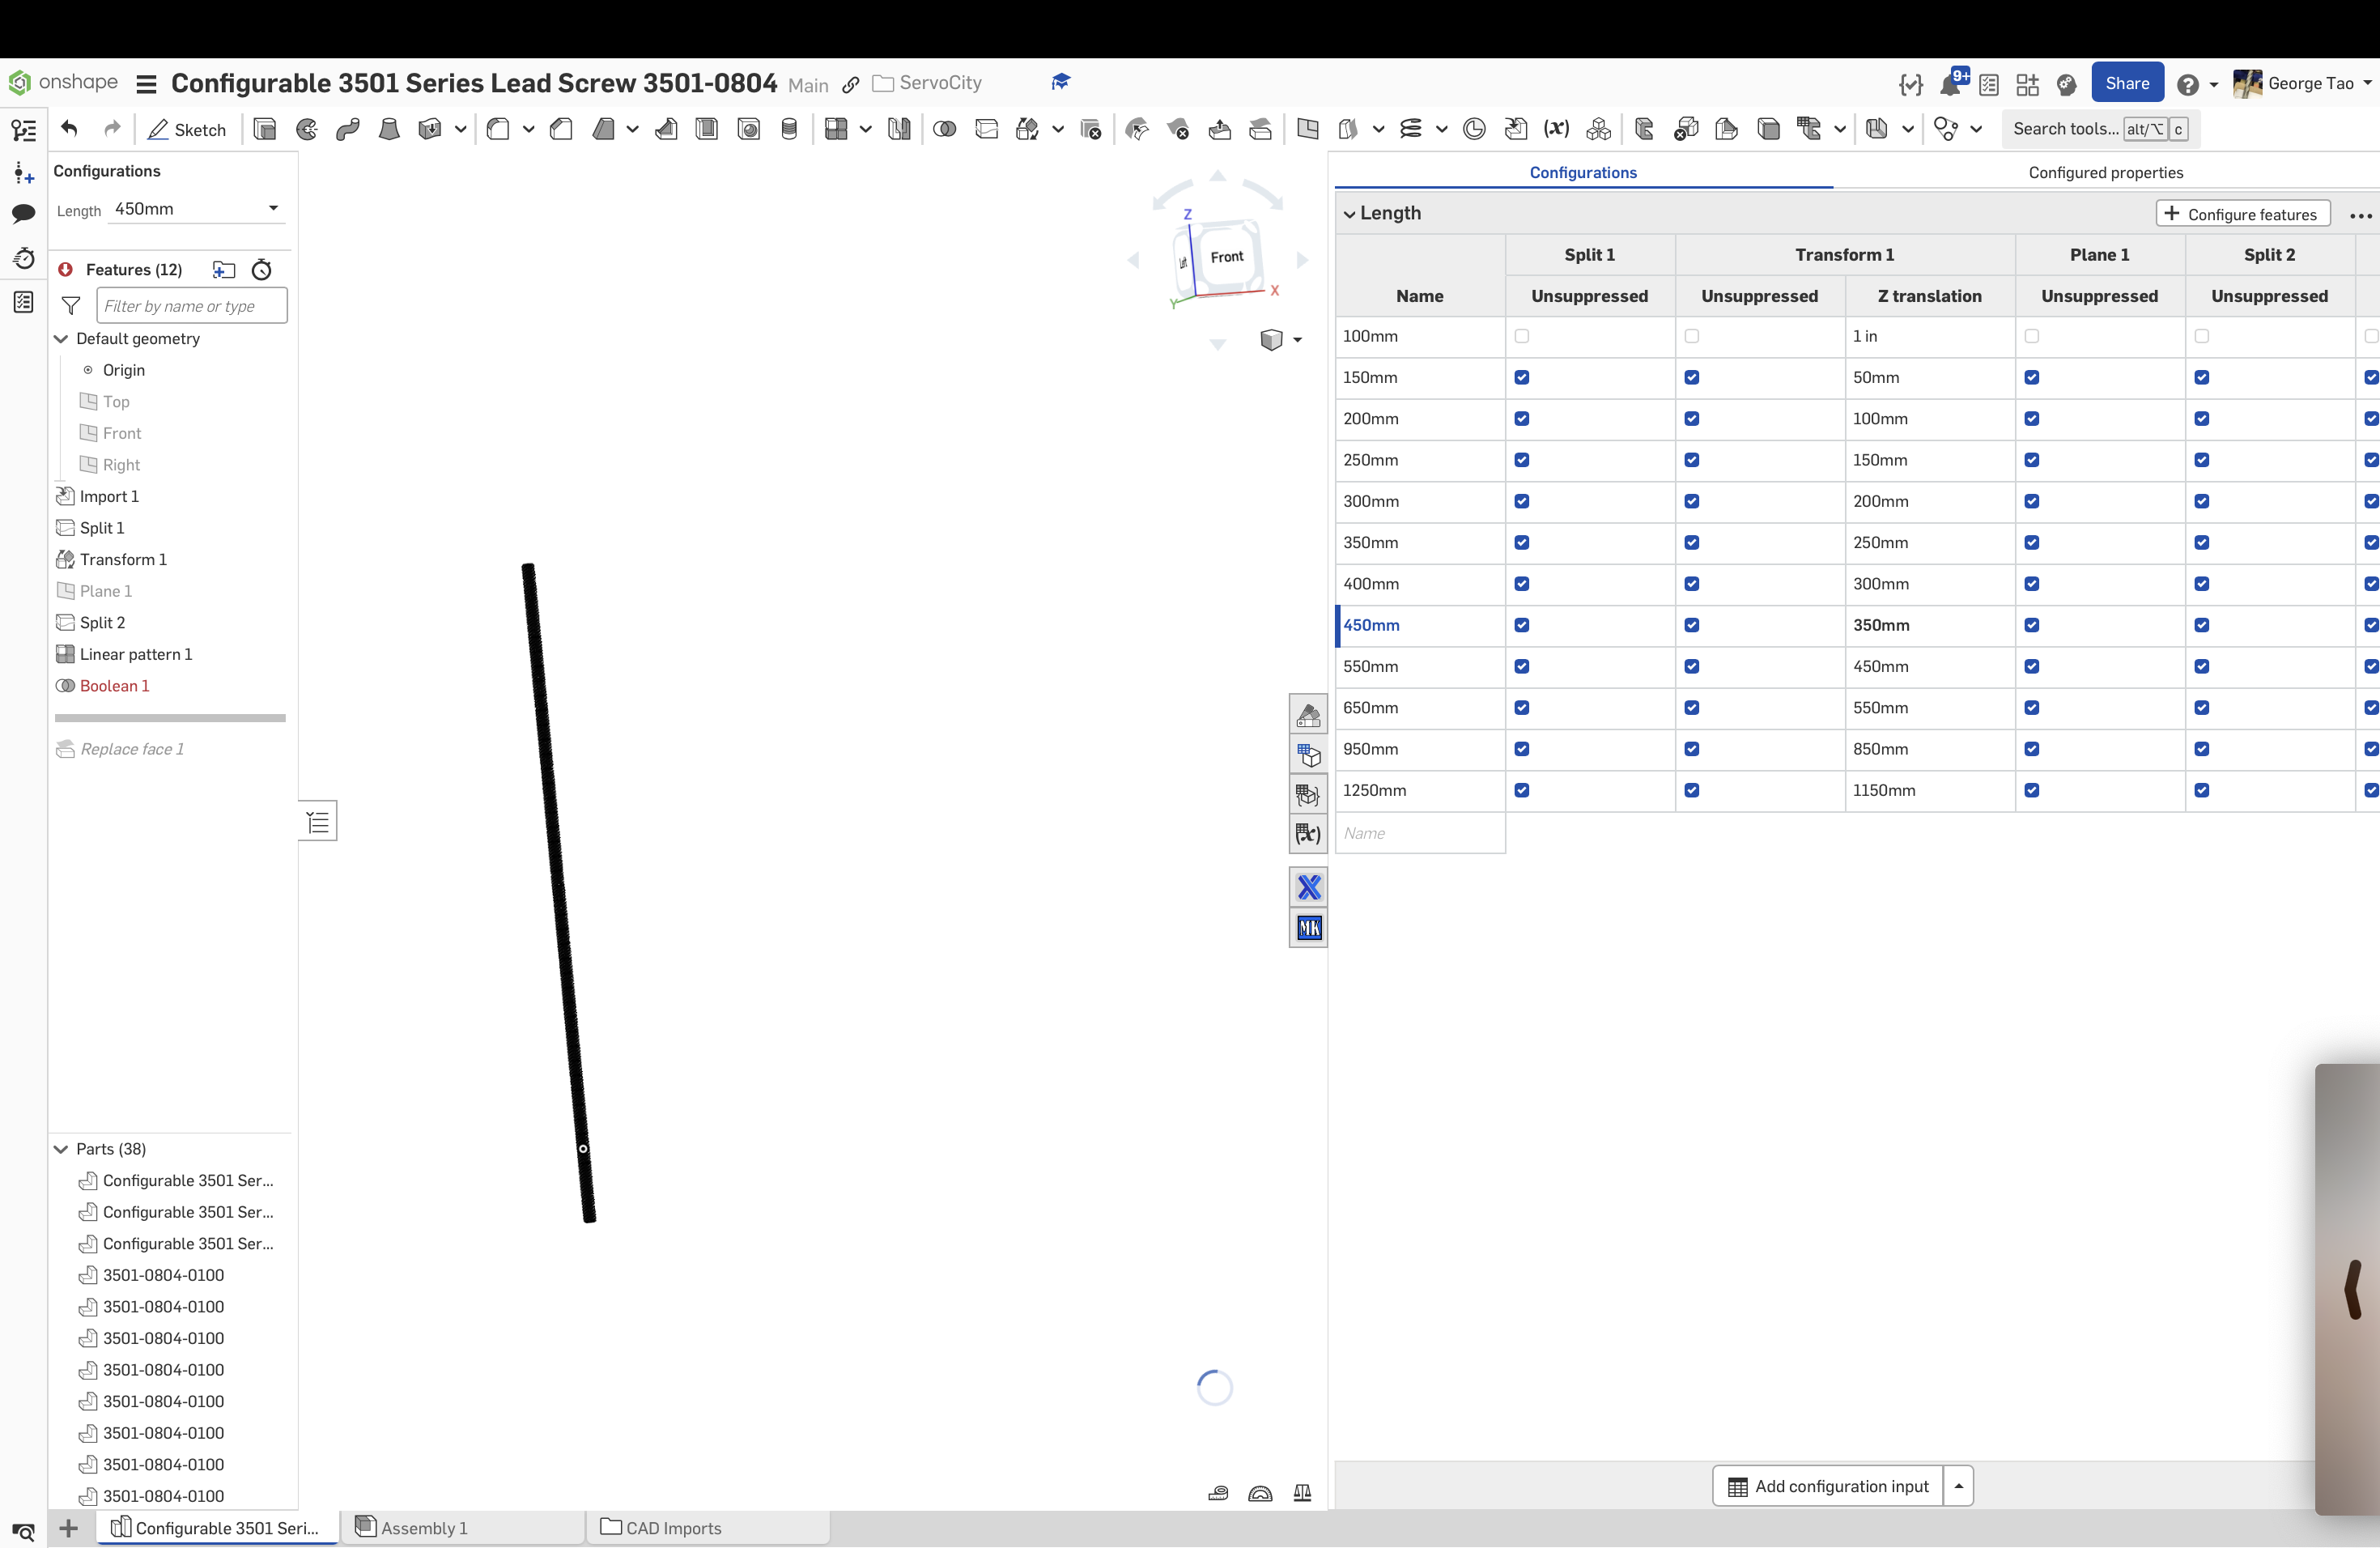 onshape Configurable 3501 Series Lead Screw 3501-0804 Main ServoCity 9+ Share George Tao
Sketch Search tools... alt/⌥ c
Configurations
Length 450mm
Features (12)
Filter by name or type
Default geometry
Origin
Top
Front
Right
Import 1
Split 1
Transform 1
Plane 1
Split 2
Linear pattern 1
Boolean 1
Replace face 1
Parts (38)
Configurable 3501 Ser...
Configurable 3501 Ser...
Configurable 3501 Ser...
3501-0804-0100
3501-0804-0100
3501-0804-0100
3501-0804-0100
3501-0804-0100
3501-0804-0100
3501-0804-0100
3501-0804-0100
Z
Front
X
Y
(x)
MK
Configurations Configured properties
Length Configure features
Split 1 Transform 1 Plane 1 Split 2
Name Unsuppressed Unsuppressed Z translation Unsuppressed Unsuppressed
100mm 1 in
150mm 50mm
200mm 100mm
250mm 150mm
300mm 200mm
350mm 250mm
400mm 300mm
450mm 350mm
550mm 450mm
650mm 550mm
950mm 850mm
1250mm 1150mm
Name
Add configuration input
Configurable 3501 Seri... Assembly 1 CAD Imports